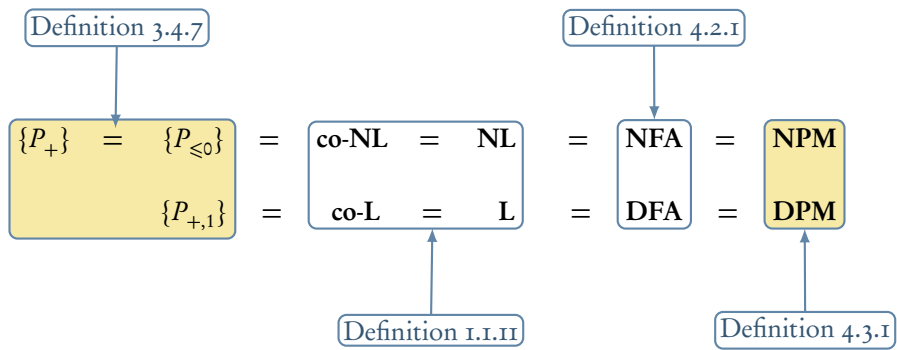 Definition 3.4.7 Definition 4.2.1
{P₊} = {P⩽₀} = co-NL = NL = NFA = NPM
{P₊,₁} = co-L = L = DFA = DPM
Definition 1.1.11 Definition 4.3.1